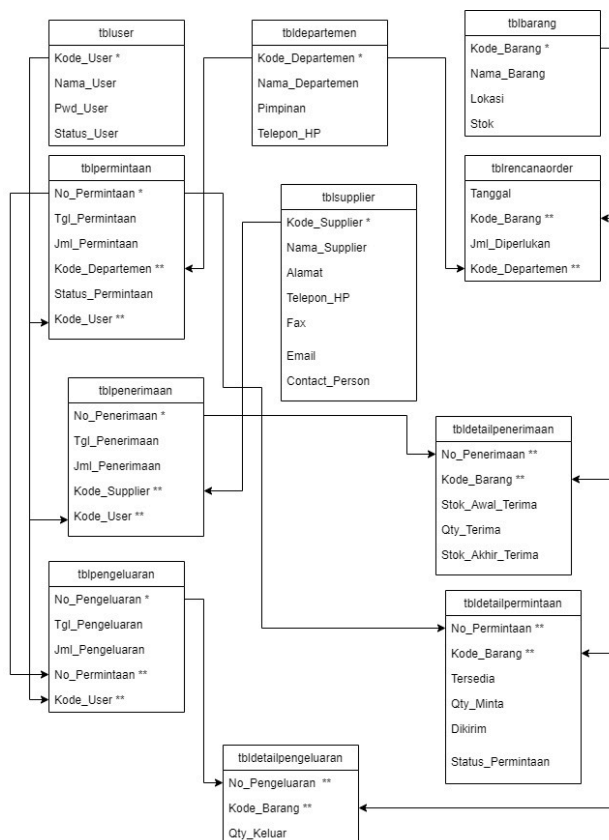 tbluser
Kode_User *
Nama_User
Pwd_User
Status_User
tbldepartemen
Kode_Departemen *
Nama_Departemen
Pimpinan
Telepon_HP
tblbarang
Kode_Barang *
Nama_Barang
Lokasi
Stok
tblpermintaan
No_Permintaan *
Tgl_Permintaan
Jml_Permintaan
Kode_Departemen **
Status_Permintaan
Kode_User **
tblsupplier
Kode_Supplier *
Nama_Supplier
Alamat
Telepon_HP
Fax
Email
Contact_Person
tblrencanaorder
Tanggal
Kode_Barang **
Jml_Diperlukan
Kode_Departemen **
tblpenerimaan
No_Penerimaan *
Tgl_Penerimaan
Jml_Penerimaan
Kode_Supplier **
Kode_User **
tbldetailpenerimaan
No_Penerimaan **
Kode_Barang **
Stok_Awal_Terima
Qty_Terima
Stok_Akhir_Terima
tblpengeluaran
No_Pengeluaran *
Tgl_Pengeluaran
Jml_Pengeluaran
No_Permintaan **
Kode_User **
tbldetailpermintaan
No_Permintaan **
Kode_Barang **
Tersedia
Qty_Minta
Dikirim
Status_Permintaan
tbldetailpengeluaran
No_Pengeluaran **
Kode_Barang **
Qty_Keluar